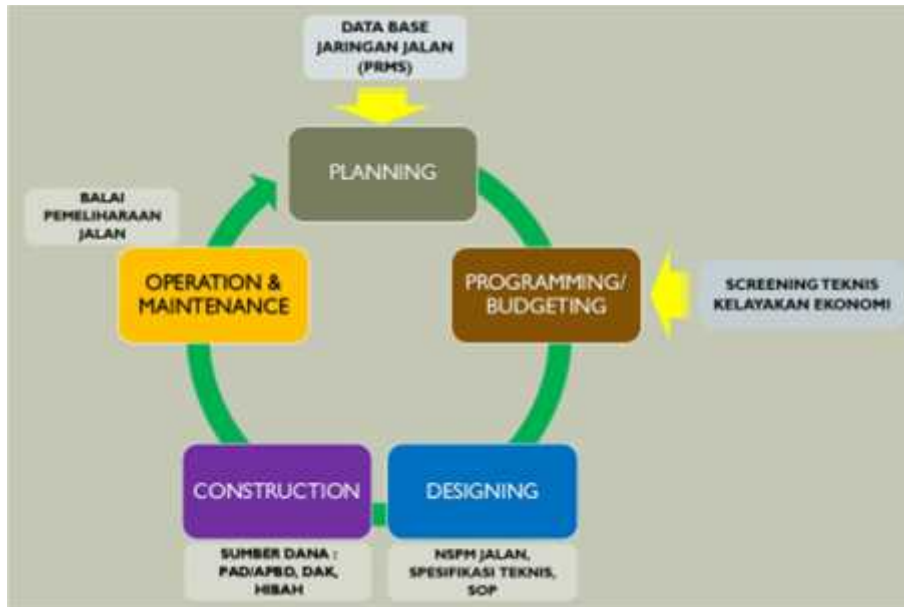 DATA BASE
JARINGAN JALAN
(PRMS)
PLANNING
BALAI
PEMELIHARAAN
JALAN
OPERATION &
MAINTENANCE
PROGRAMMING/
BUDGETING
SCREENING TEKNIS
KELAYAKAN EKONOMI
CONSTRUCTION
DESIGNING
SUMBER DANA :
PAD/APBD, DAK,
HIBAH
NSPM JALAN,
SPESIFIKASI TEKNIS,
SOP